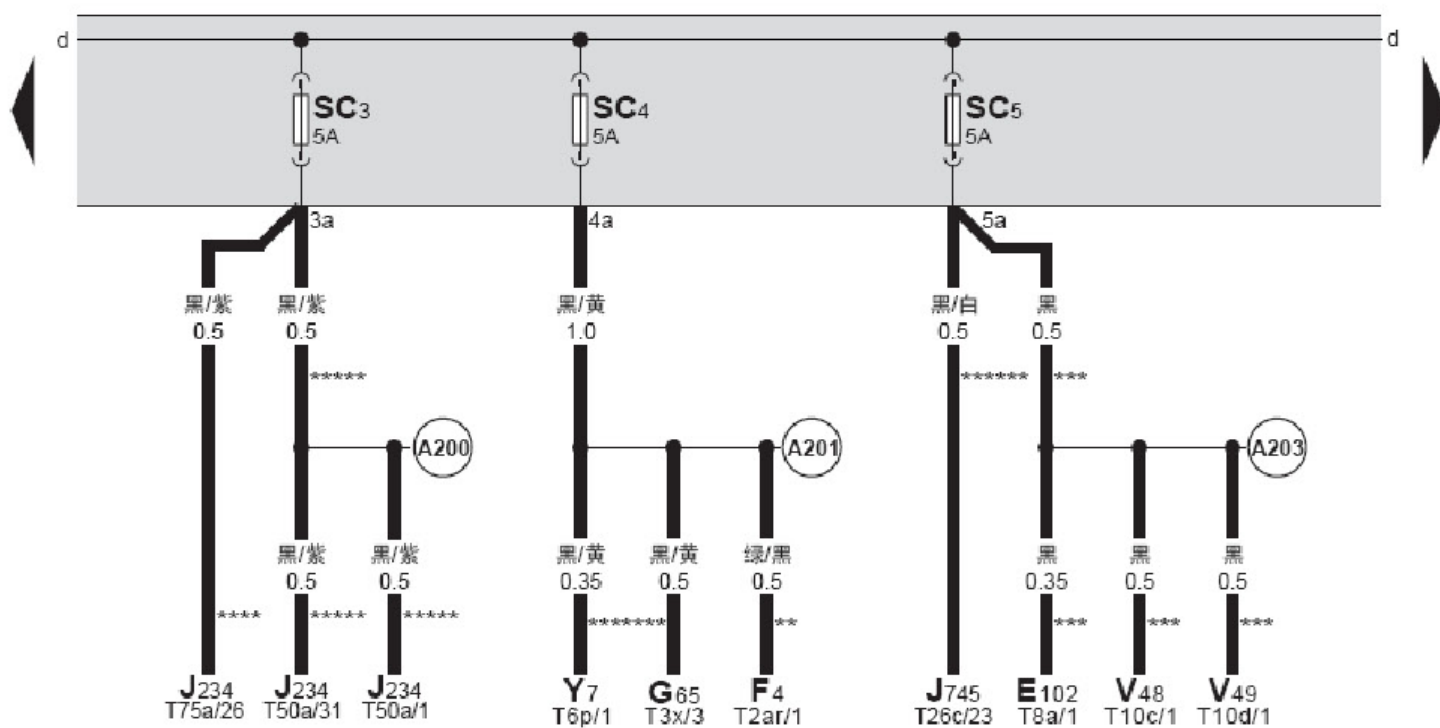 d
d
SC3
5A
SC4
5A
SC5
5A
3a
4a
5a
黑/紫
0.5
黑/紫
0.5
黑/黄
1.0
黑/白
0.5
黑
0.5
*****
******
***
A200
A201
A203
黑/紫
0.5
黑/紫
0.5
黑/黄
0.35
黑/黄
0.5
绿/黑
0.5
黑
0.35
黑
0.5
黑
0.5
****
*****
*****
*******
**
***
***
***
J234
T75a/26
J234
T50a/31
J234
T50a/1
Y7
T6p/1
G65
T3x/3
F4
T2ar/1
J745
T26c/23
E102
T8a/1
V48
T10c/1
V49
T10d/1